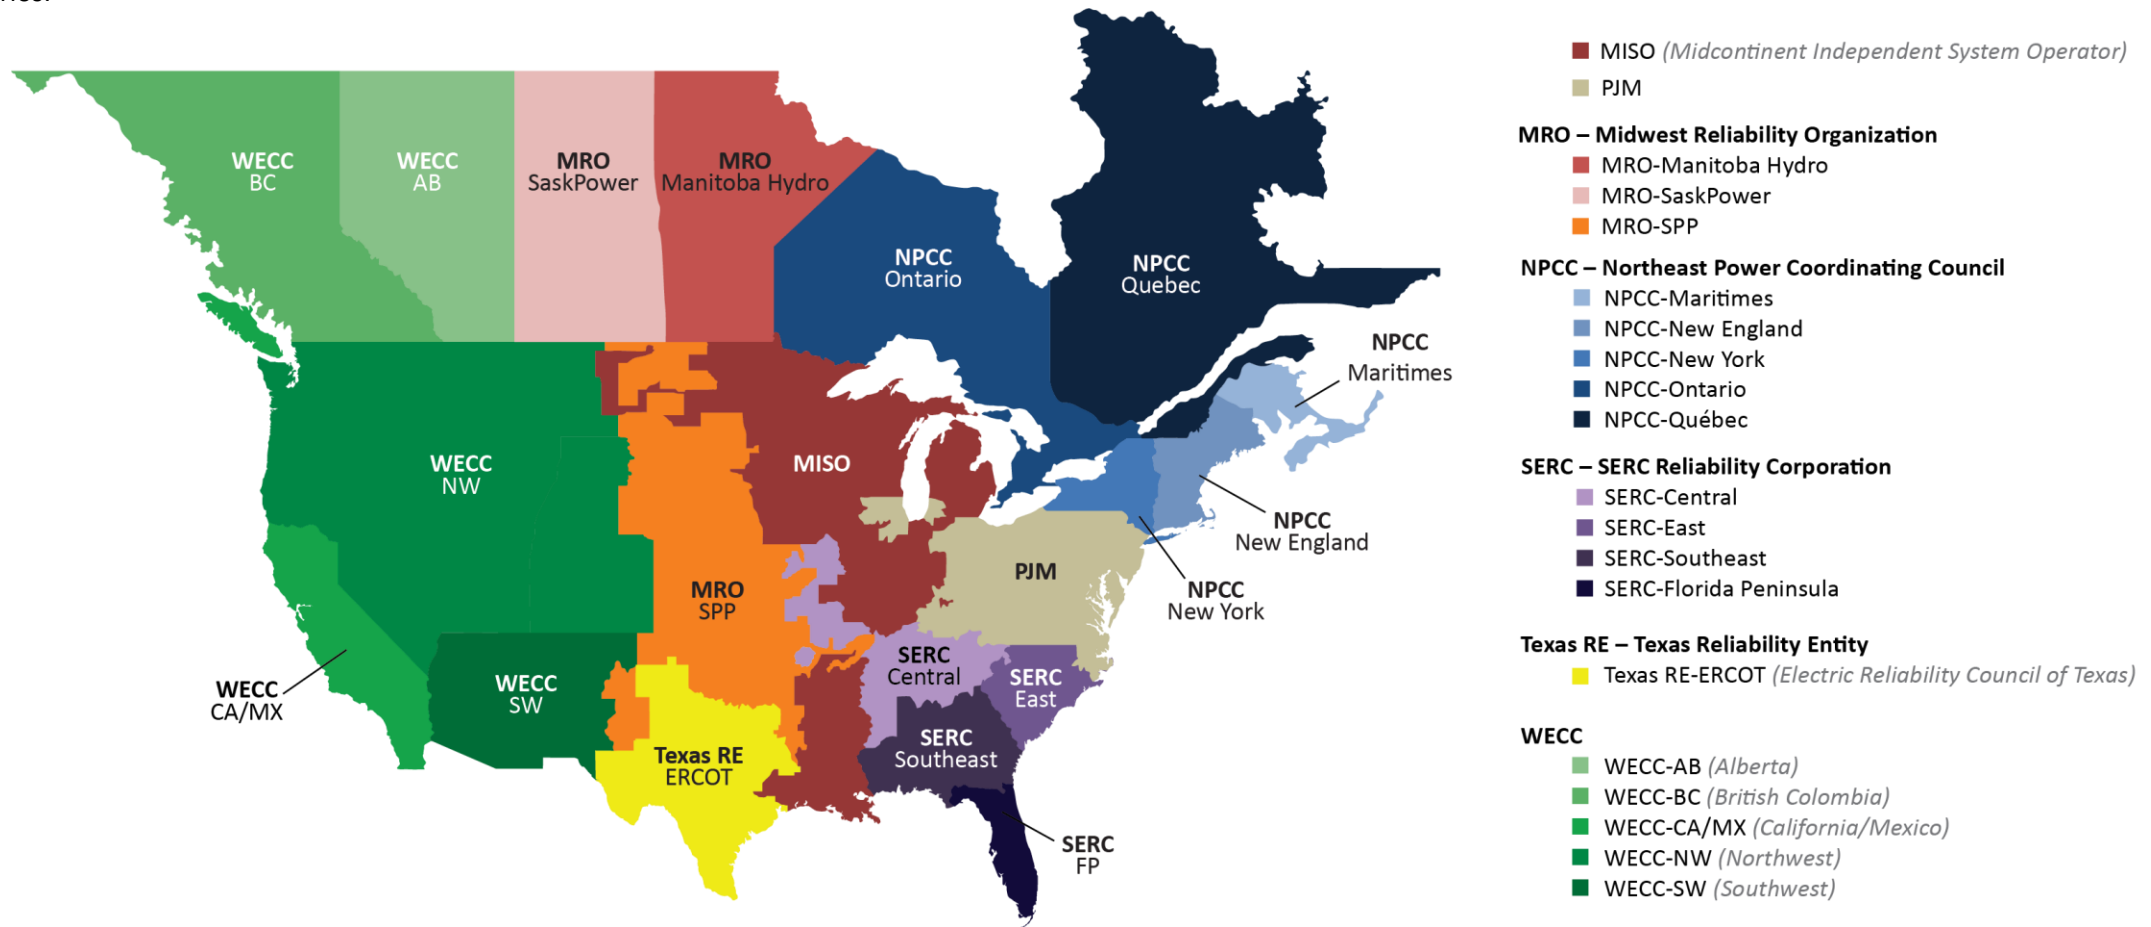 WECC
BC
WECC
AB
MRO
SaskPower
MRO
Manitoba Hydro
NPCC
Ontario
NPCC
Quebec
NPCC
Maritimes
WECC
NW
MISO
NPCC
New England
NPCC
New York
MRO
SPP
PJM
WECC
CA/MX
WECC
SW
SERC
Central
SERC
East
SERC
Southeast
Texas RE
ERCOT
SERC
FP
MISO (Midcontinent Independent System Operator)
PJM
MRO – Midwest Reliability Organization
MRO-Manitoba Hydro
MRO-SaskPower
MRO-SPP
NPCC – Northeast Power Coordinating Council
NPCC-Maritimes
NPCC-New England
NPCC-New York
NPCC-Ontario
NPCC-Québec
SERC – SERC Reliability Corporation
SERC-Central
SERC-East
SERC-Southeast
SERC-Florida Peninsula
Texas RE – Texas Reliability Entity
Texas RE-ERCOT (Electric Reliability Council of Texas)
WECC
WECC-AB (Alberta)
WECC-BC (British Colombia)
WECC-CA/MX (California/Mexico)
WECC-NW (Northwest)
WECC-SW (Southwest)